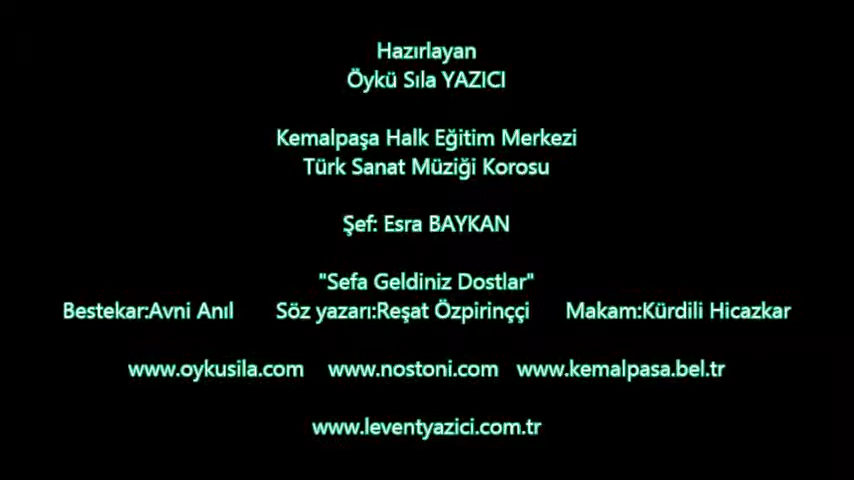 Hazırlayan
Öykü Sıla YAZICI
Kemalpaşa Halk Eğitim Merkezi
Türk Sanat Müziği Korosu
Şef: Esra BAYKAN
"Sefa Geldiniz Dostlar"
Bestekar:Avni Anıl Söz yazarı:Reşat Özpirinççi Makam:Kürdili Hicazkar
www.oykusila.com www.nostoni.com www.kemalpasa.bel.tr
www.leventyazici.com.tr